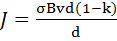 J = σBvd(1−k) / d